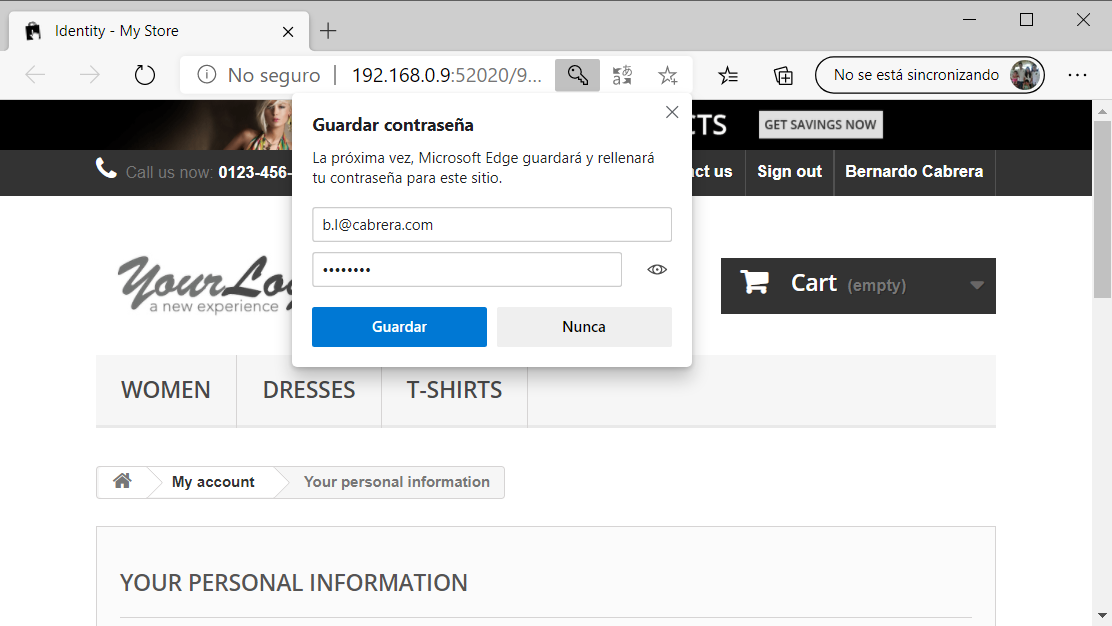 Identity - My Store
No seguro | 192.168.0.9:52020/9...
No se está sincronizando
CTS
GET SAVINGS NOW
Call us now: 0123-456-
ct us
Sign out
Bernardo Cabrera
Guardar contraseña
La próxima vez, Microsoft Edge guardará y rellenará
tu contraseña para este sitio.
b.l@cabrera.com
••••••••
Guardar
Nunca
YourLo
a new experience
Cart (empty)
WOMEN
DRESSES
T-SHIRTS
My account
Your personal information
YOUR PERSONAL INFORMATION